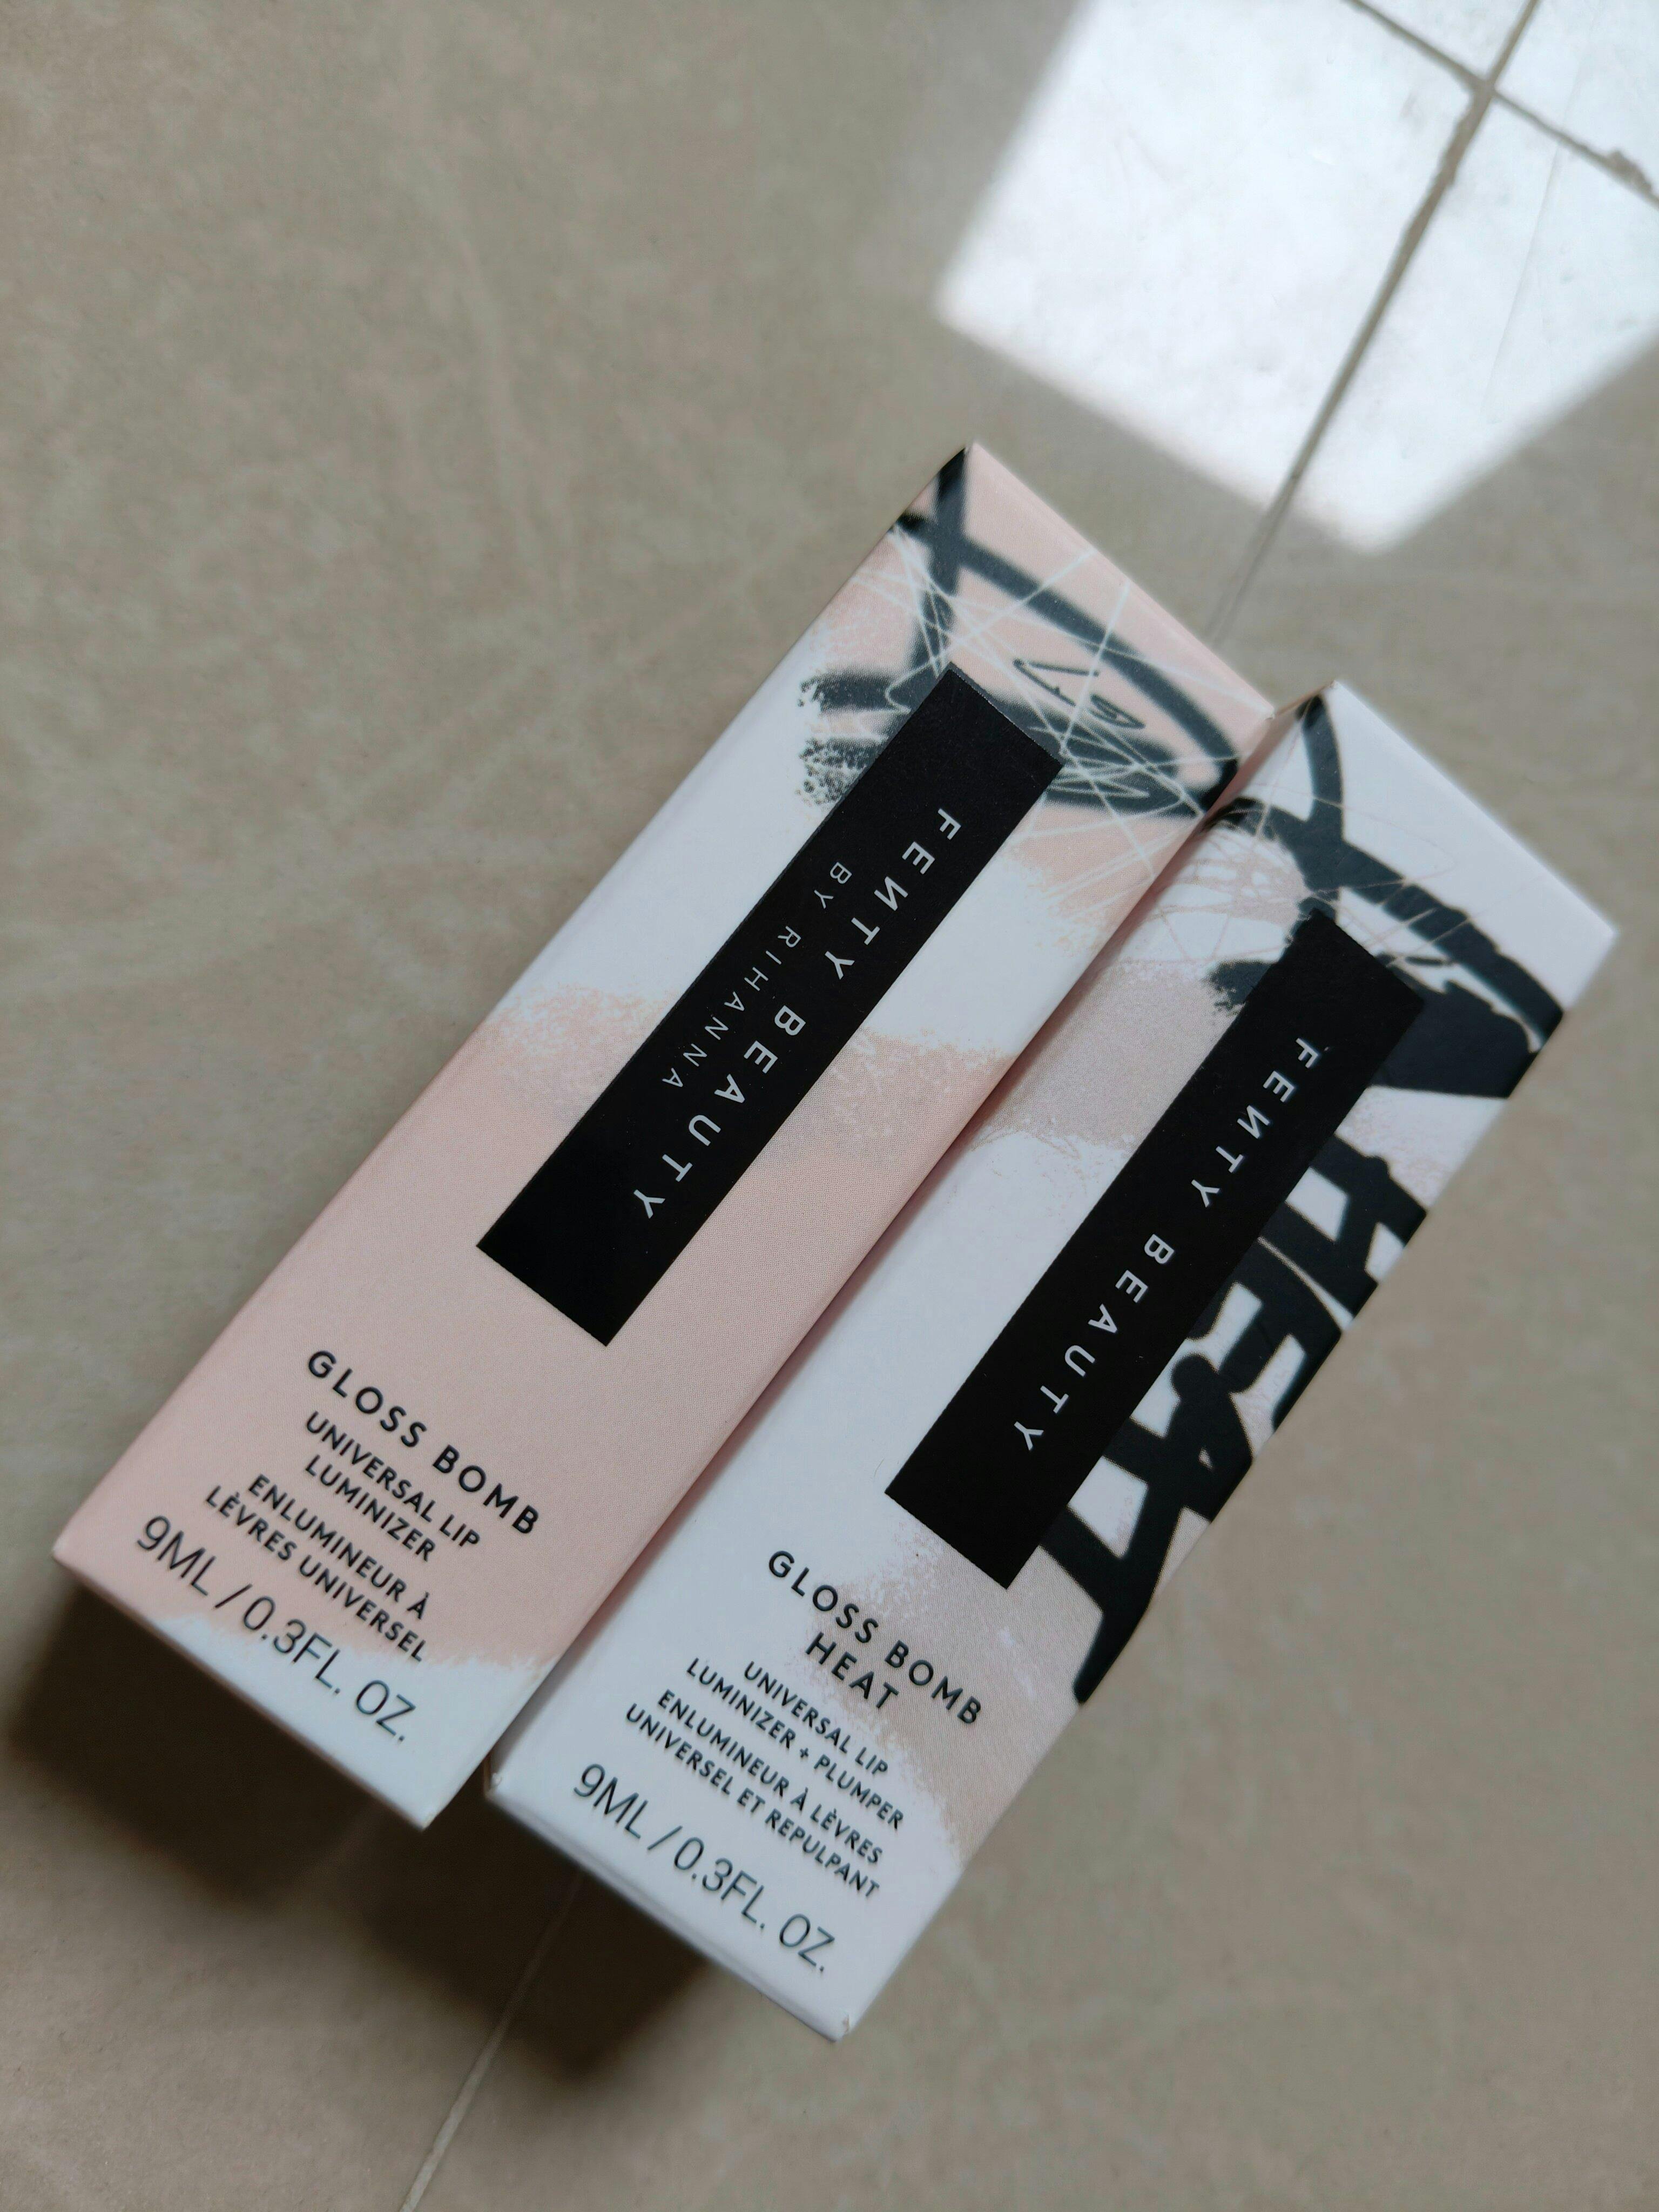 FENTY BEAUTY
BY RIHANNA
GLOSS BOMB
UNIVERSAL LIP
LUMINIZER
ENLUMINEUR À
LÈVRES UNIVERSEL
9ML / 0.3FL. OZ.
FENTY BEAUTY
HEAT
GLOSS BOMB
HEAT
UNIVERSAL LIP
LUMINIZER + PLUMPER
ENLUMINEUR À LÈVRES
UNIVERSEL ET REPULPANT
9ML / 0.3FL. OZ.